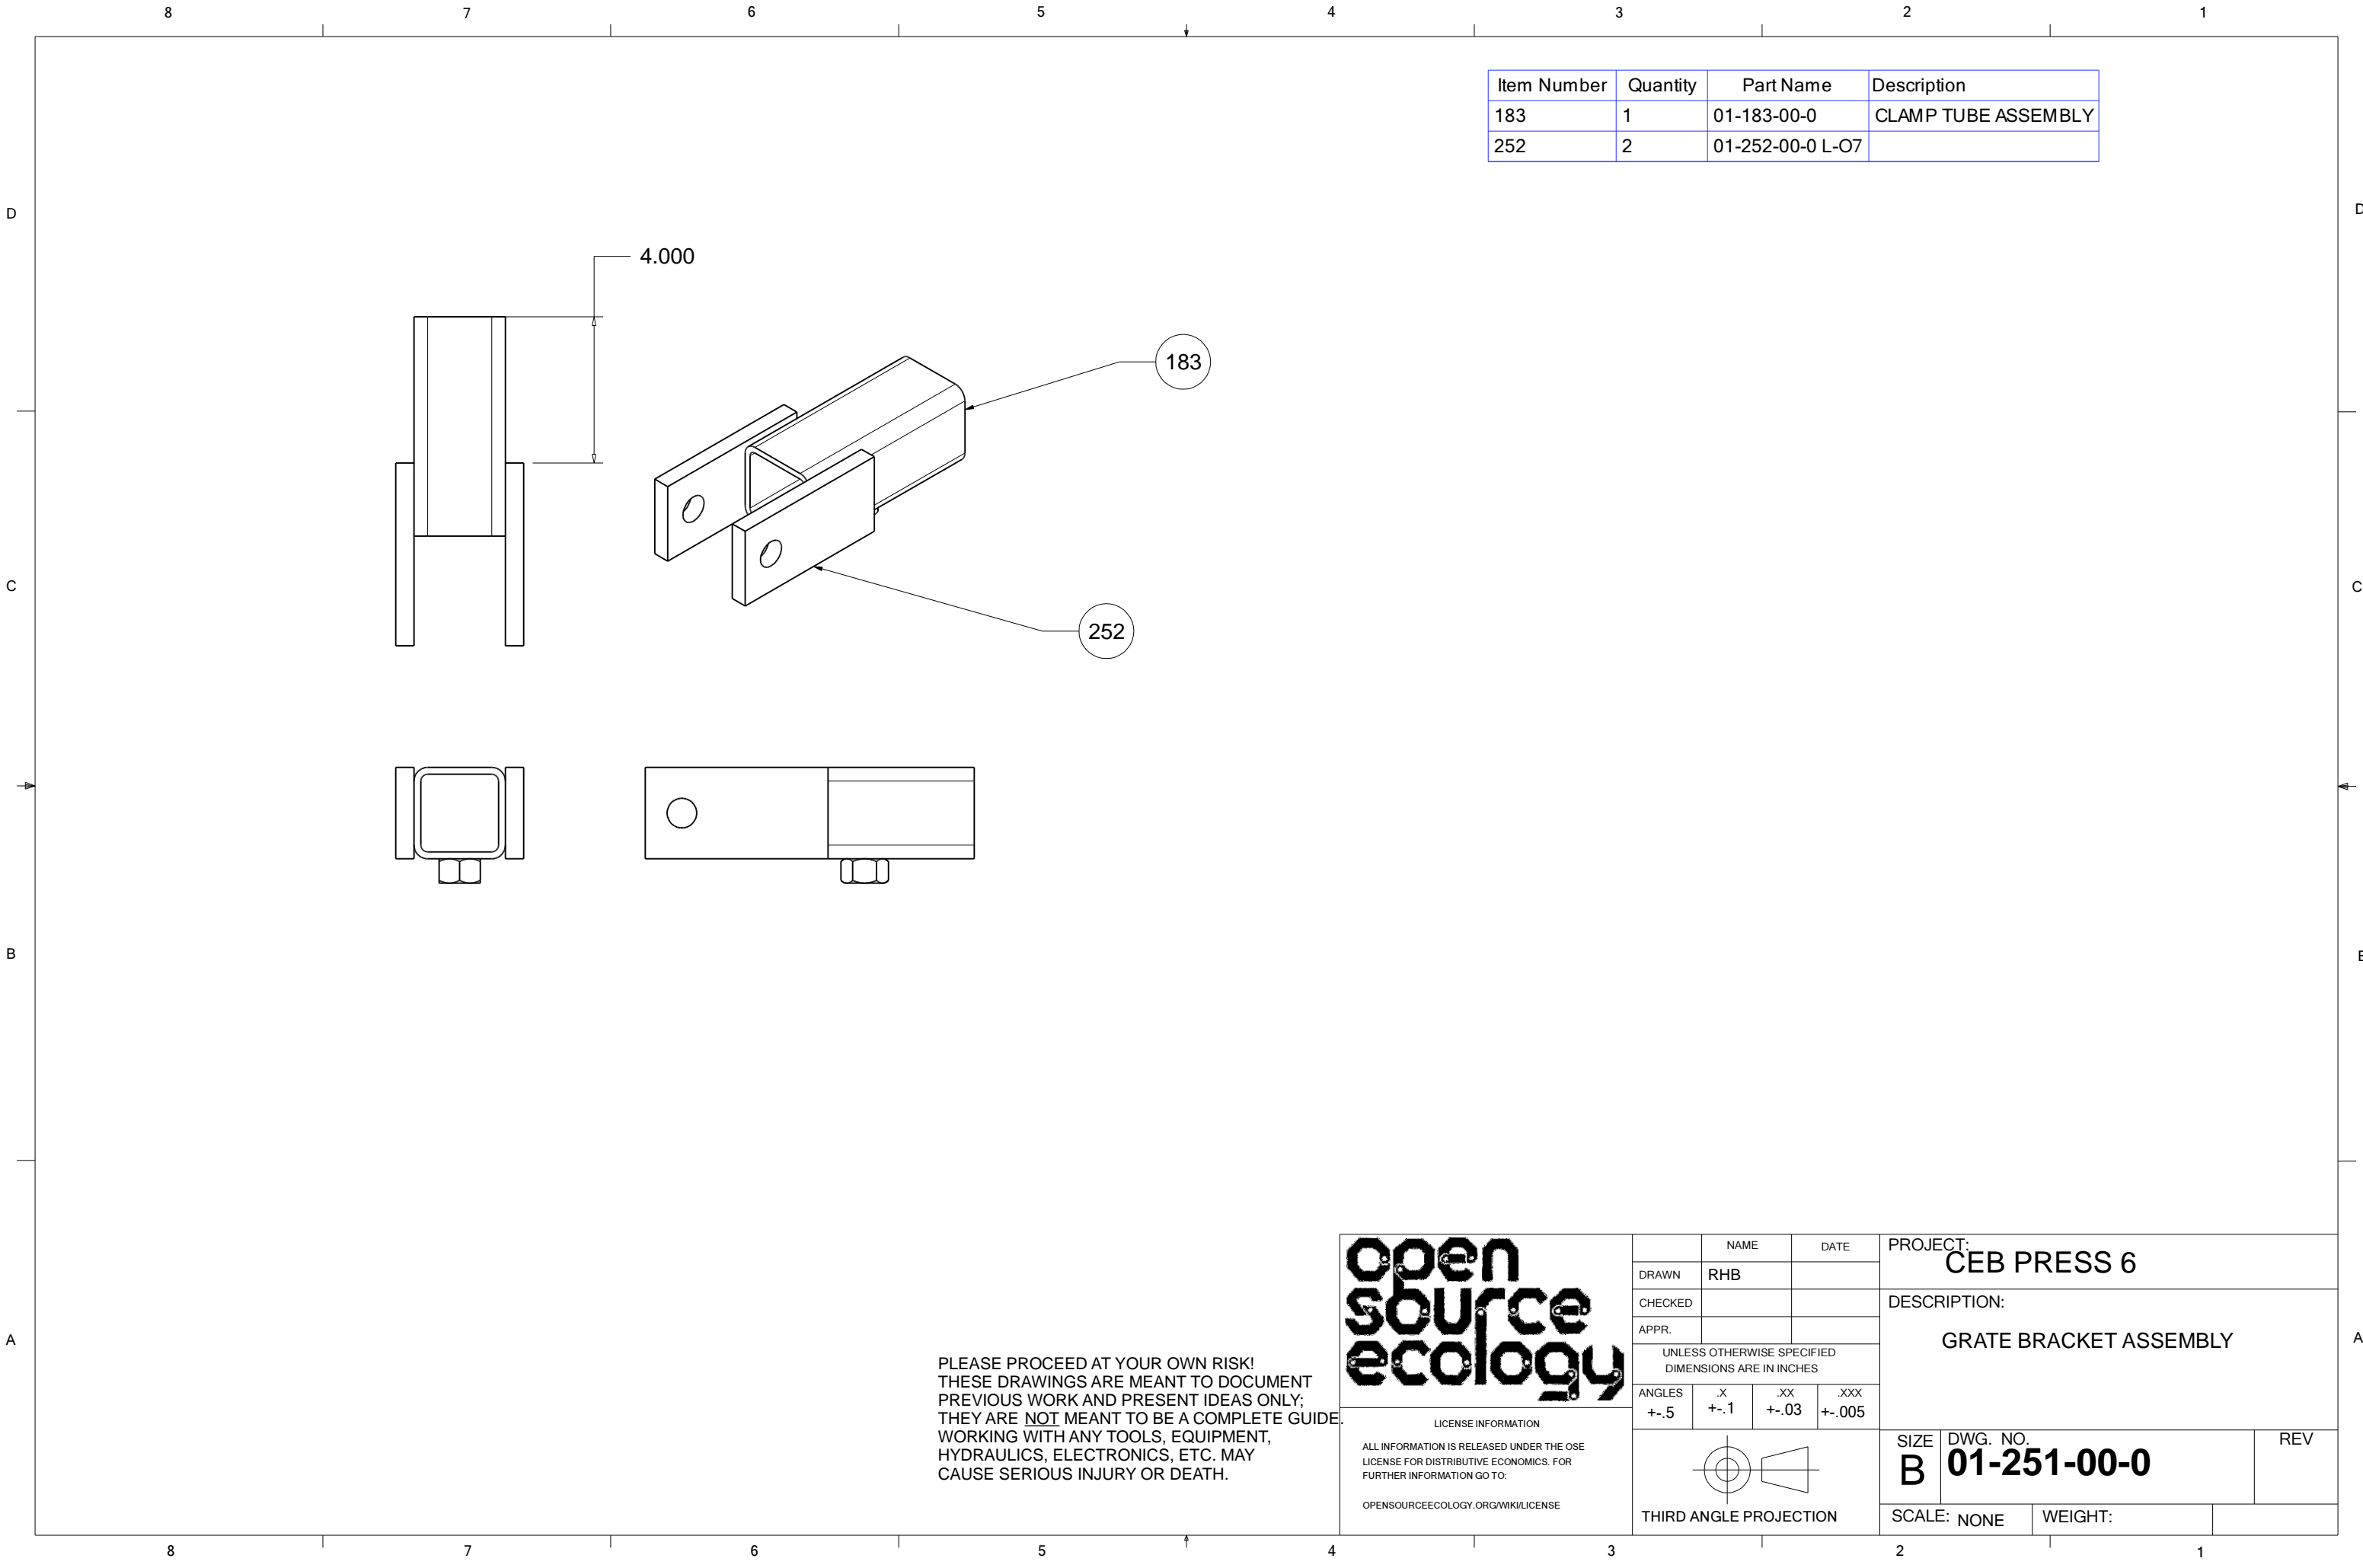 8 7 6 5 4 3 2 1
Item Number Quantity Part Name Description
183 1 01-183-00-0 CLAMP TUBE ASSEMBLY
252 2 01-252-00-0 L-O7
D D
4.000
183
C C
252
B B
A A
PLEASE PROCEED AT YOUR OWN RISK!
THESE DRAWINGS ARE MEANT TO DOCUMENT
PREVIOUS WORK AND PRESENT IDEAS ONLY;
THEY ARE NOT MEANT TO BE A COMPLETE GUIDE.
WORKING WITH ANY TOOLS, EQUIPMENT,
HYDRAULICS, ELECTRONICS, ETC. MAY
CAUSE SERIOUS INJURY OR DEATH.
open
source
ecology
LICENSE INFORMATION
ALL INFORMATION IS RELEASED UNDER THE OSE
LICENSE FOR DISTRIBUTIVE ECONOMICS. FOR
FURTHER INFORMATION GO TO:
OPENSOURCEECOLOGY.ORG/WIKI/LICENSE
NAME DATE
DRAWN RHB
CHECKED
APPR.
UNLESS OTHERWISE SPECIFIED
DIMENSIONS ARE IN INCHES
ANGLES .X .XX .XXX
+-.5 +-.1 +-.03 +-.005
THIRD ANGLE PROJECTION
PROJECT:
CEB PRESS 6
DESCRIPTION:
GRATE BRACKET ASSEMBLY
SIZE DWG. NO. REV
B 01-251-00-0
SCALE: NONE WEIGHT:
8 7 6 5 4 3 2 1